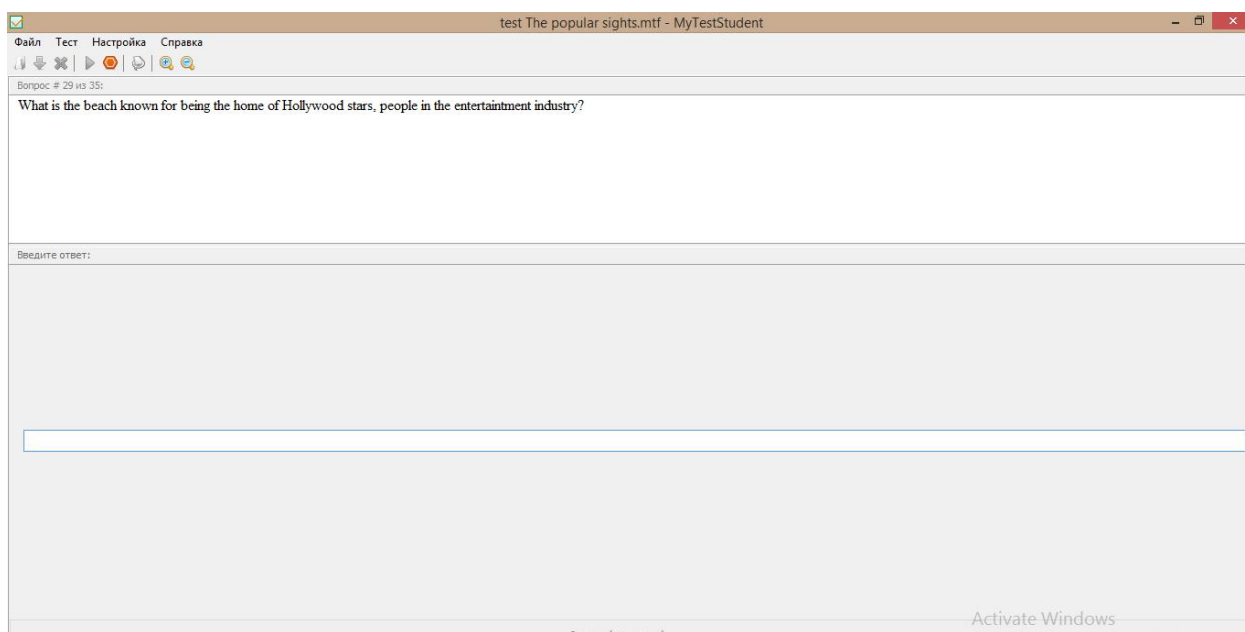 test The popular sights.mtf - MyTestStudent
Файл Тест Настройка Справка
Вопрос # 29 из 35:
What is the beach known for being the home of Hollywood stars, people in the entertaintment industry?
Введите ответ:
Activate Windows